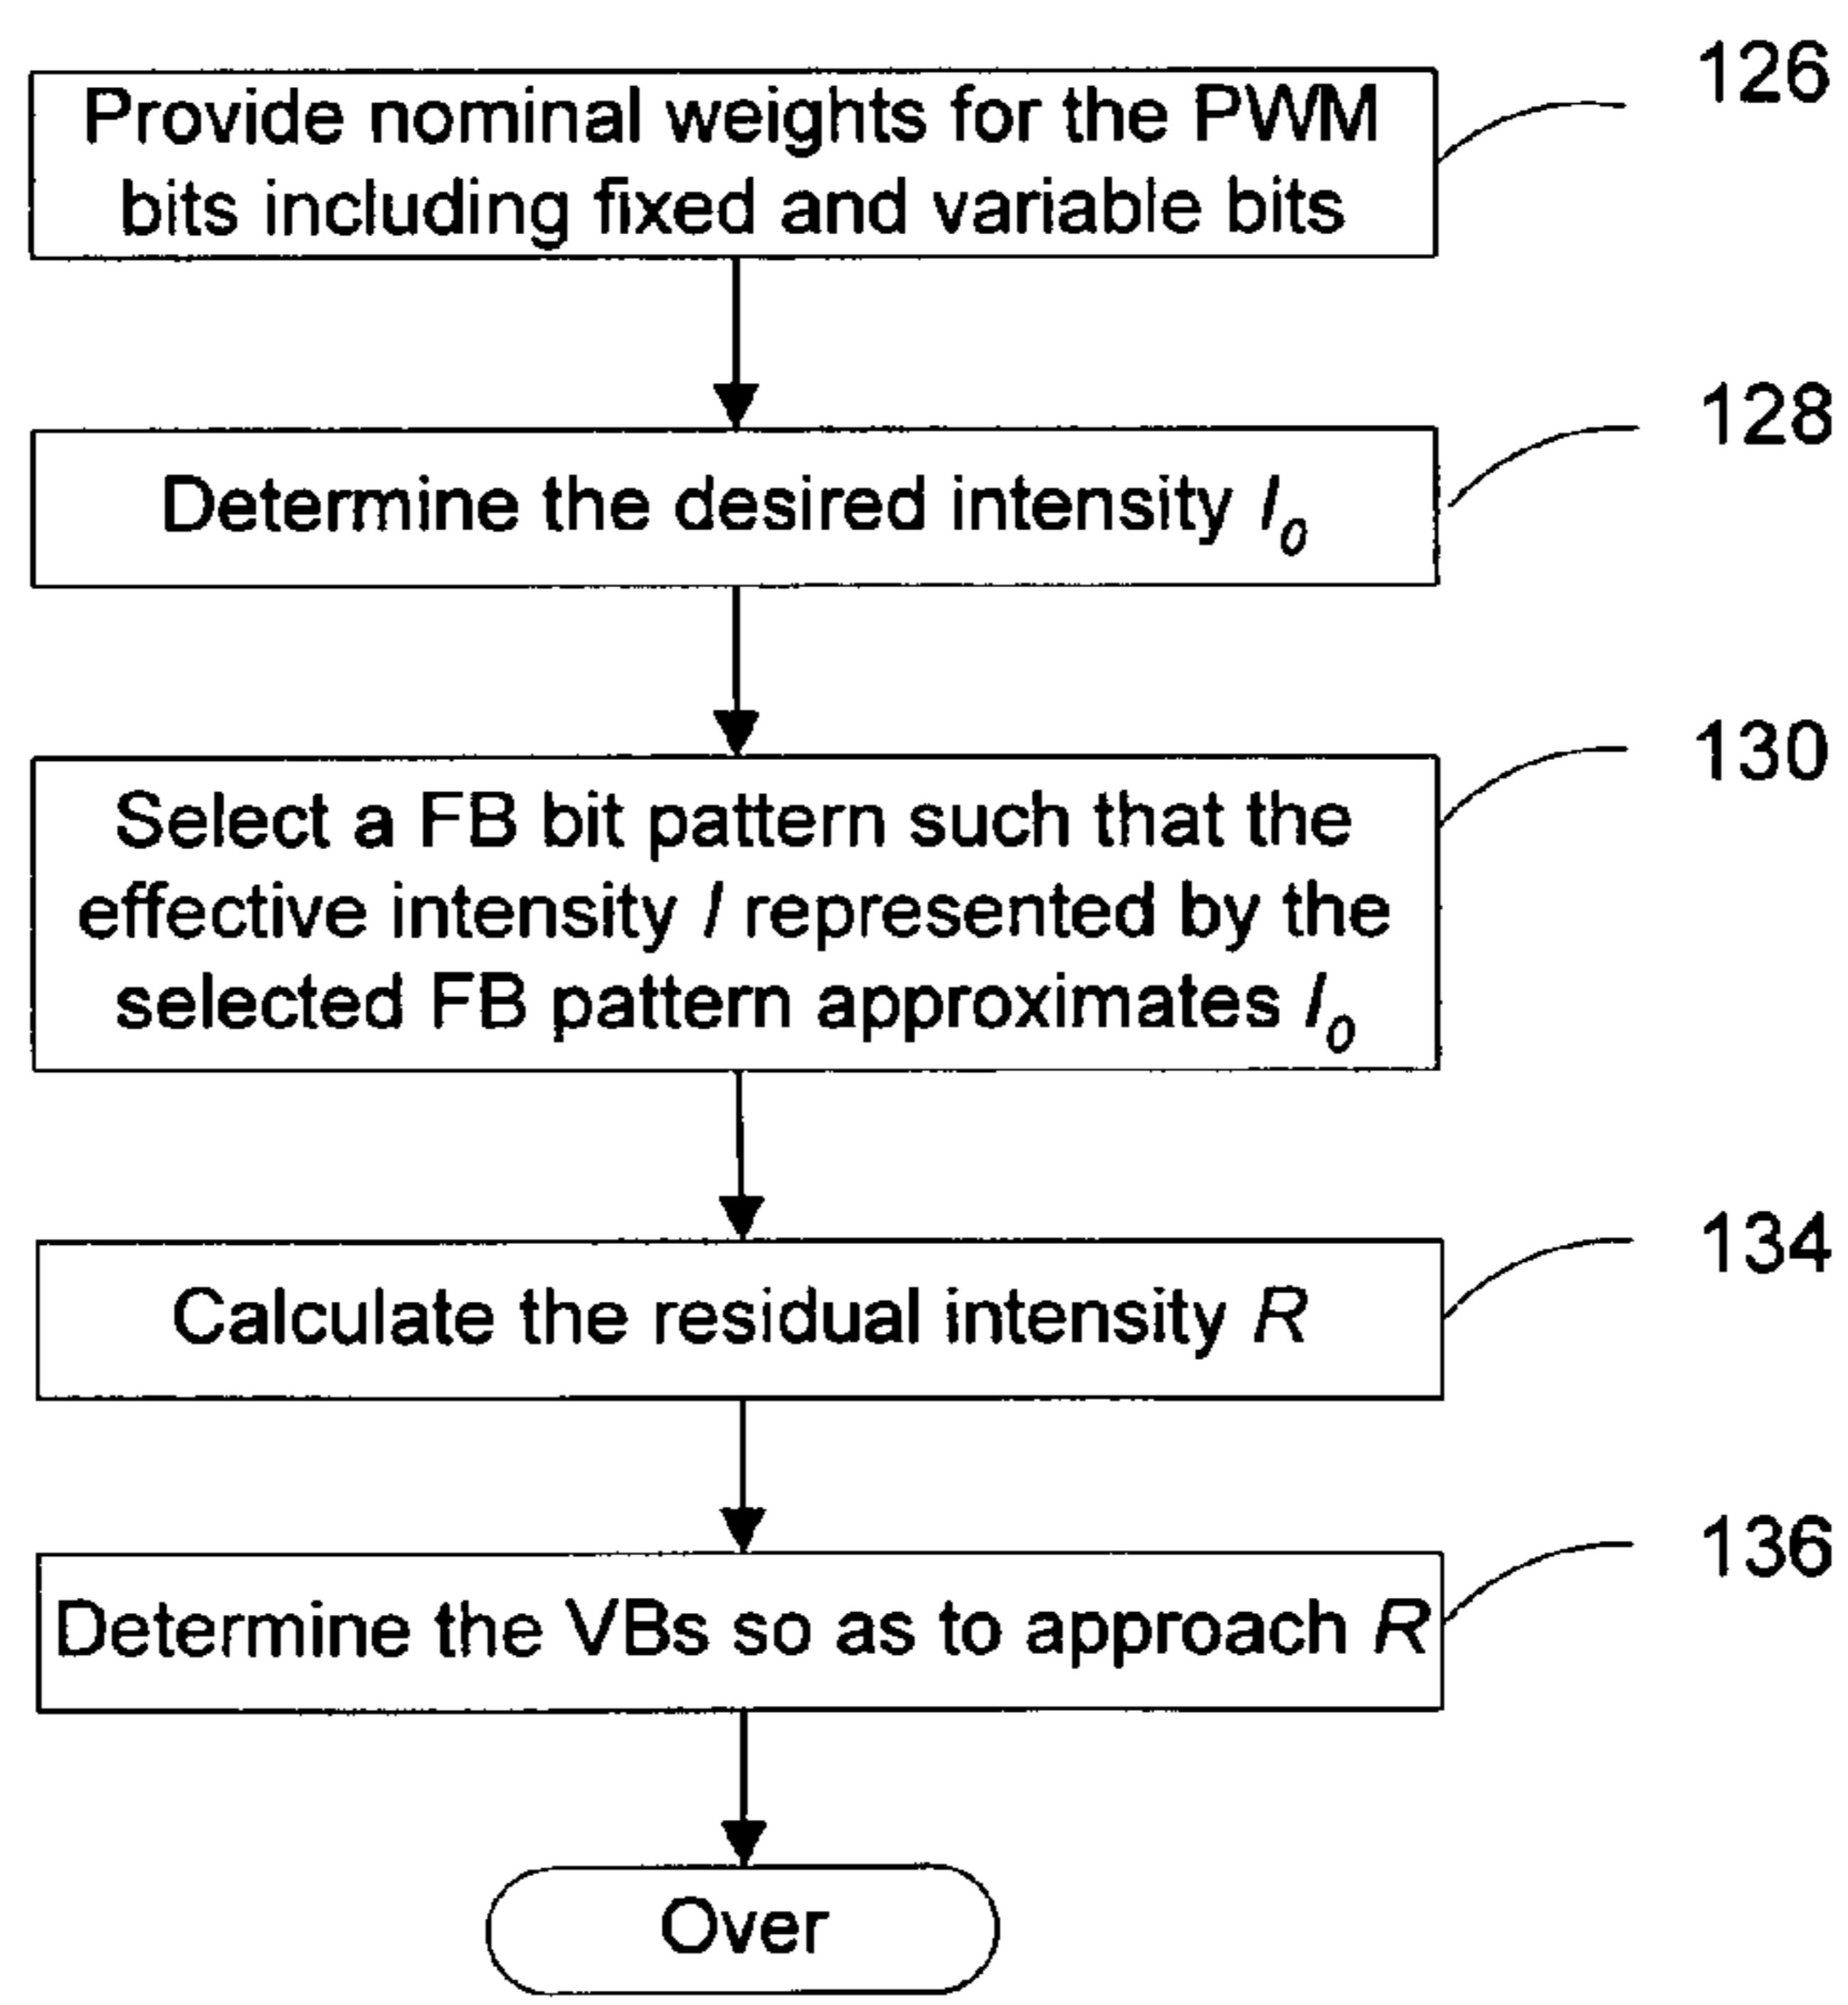 126
Provide nominal weights for the PWM
bits including fixed and variable bits
128
Determine the desired intensity I0
130
Select a FB bit pattern such that the
effective intensity I represented by the
selected FB pattern approximates I0
134
Calculate the residual intensity R
136
Determine the VBs so as to approach R
Over